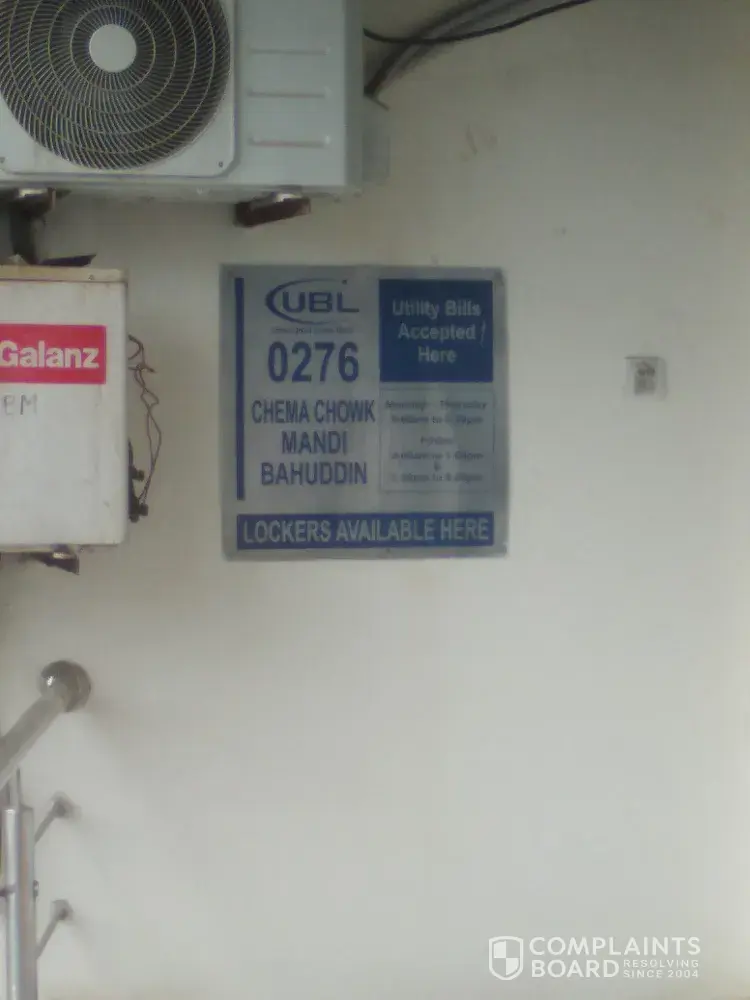 Galanz
BM
UBL
0276
CHEMA CHOWK
MANDI
BAHUDDIN
Utility Bills
Accepted
Here
LOCKERS AVAILABLE HERE
COMPLAINTS
BOARD RESOLVING
SINCE 2004